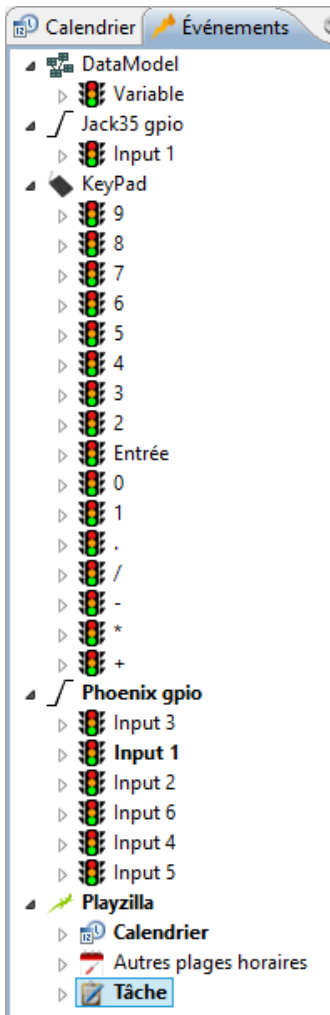 Calendrier Événements
DataModel
Variable
Jack35 gpio
Input 1
KeyPad
9
8
7
6
5
4
3
2
Entrée
0
1
.
/
-
*
+
Phoenix gpio
Input 3
Input 1
Input 2
Input 6
Input 4
Input 5
Playzilla
Calendrier
Autres plages horaires
Tâche